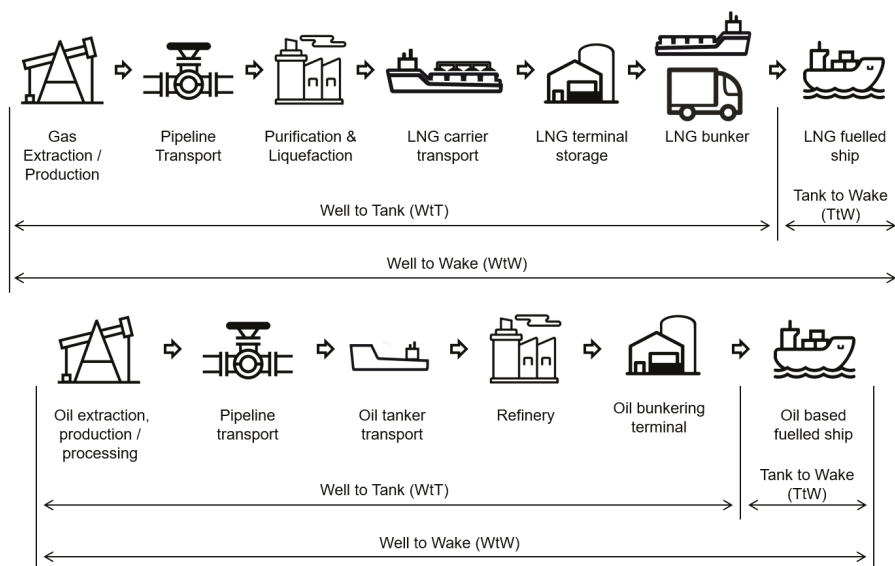 Gas
Extraction /
Production
Pipeline
Transport
Purification &
Liquefaction
LNG carrier
transport
LNG terminal
storage
LNG bunker
LNG fuelled
ship
Well to Tank (WtT)
Tank to Wake
(TtW)
Well to Wake (WtW)
Oil extraction,
production /
processing
Pipeline
transport
Oil tanker
transport
Refinery
Oil bunkering
terminal
Oil based
fuelled ship
Well to Tank (WtT)
Tank to Wake
(TtW)
Well to Wake (WtW)